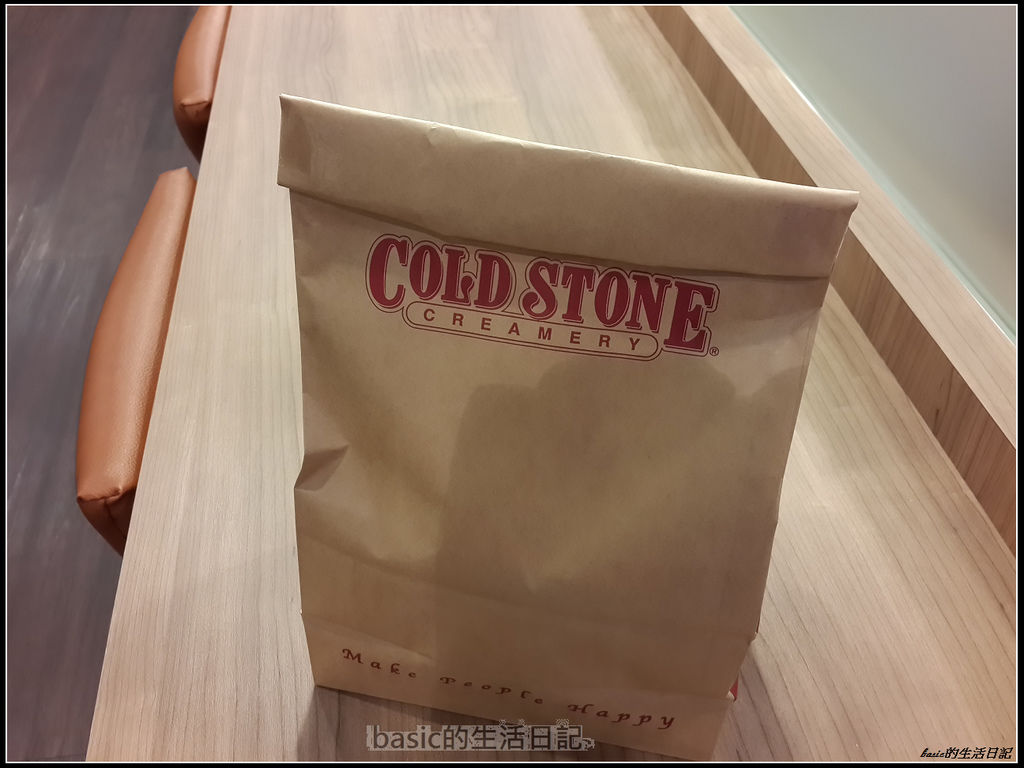 COLD STONE
CREAMERY
®
Make People Happy
basic的生活日記
basic的生活日記